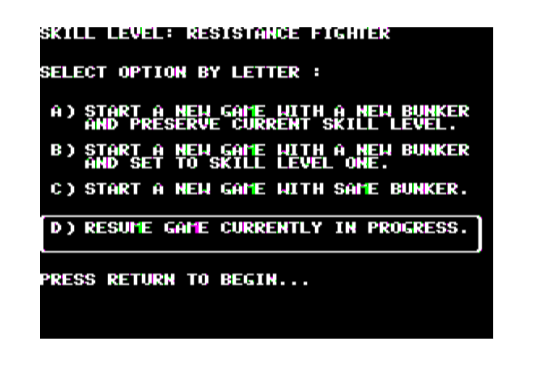 SKILL LEVEL: RESISTANCE FIGHTER
SELECT OPTION BY LETTER :
A) START A NEW GAME WITH A NEW BUNKER
AND PRESERVE CURRENT SKILL LEVEL.
B) START A NEW GAME WITH A NEW BUNKER
AND SET TO SKILL LEVEL ONE.
C) START A NEW GAME WITH SAME BUNKER.
D) RESUME GAME CURRENTLY IN PROGRESS.
PRESS RETURN TO BEGIN...